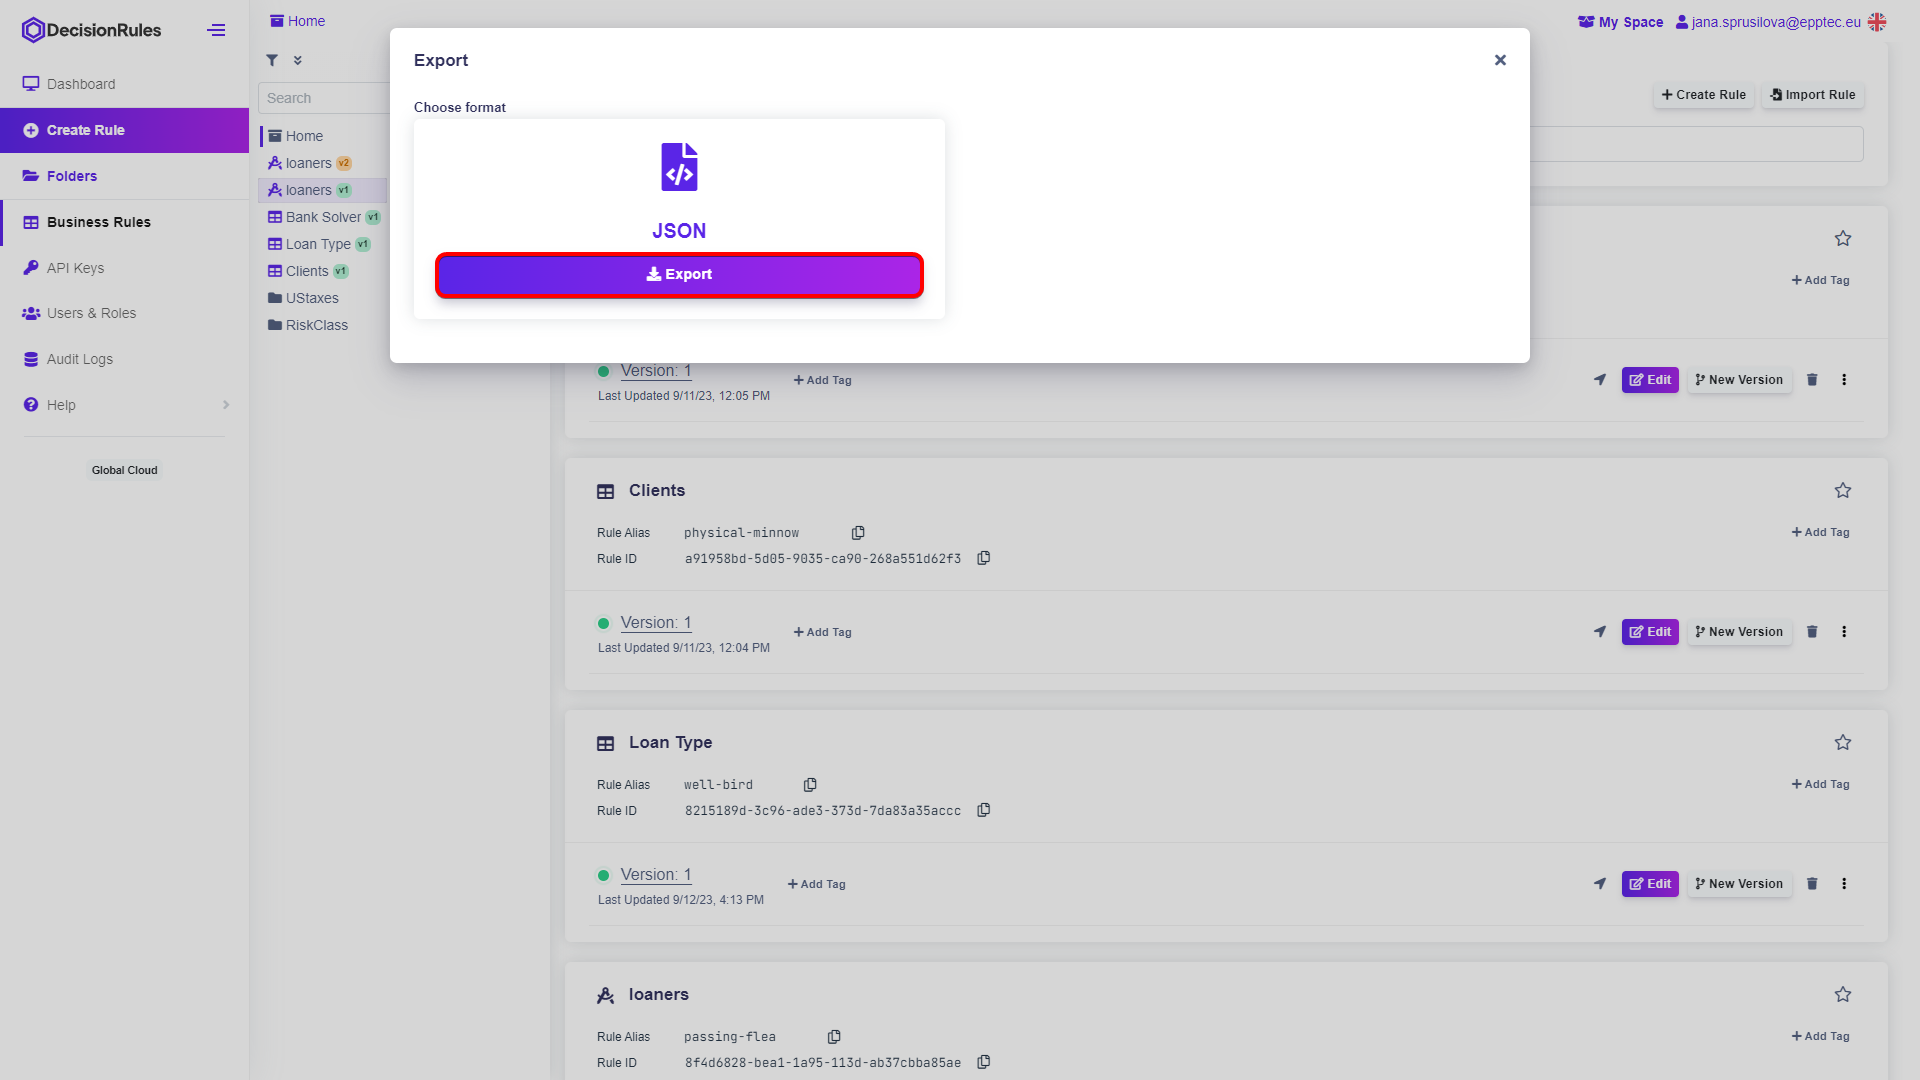 DecisionRules
Dashboard
Create Rule
Folders
Business Rules
API Keys
Users & Roles
Audit Logs
Help
Global Cloud
Home
Search
Home
loaners v2
loaners v1
Bank Solver v1
Loan Type v1
Clients v1
UStaxes
RiskClass
My Space
jana.sprusilova@epptec.eu
Export
Choose format
JSON
Export
Create Rule
Import Rule
Add Tag
Version: 1
Add Tag
Last Updated 9/11/23, 12:05 PM
Edit
New Version
Clients
Rule Alias physical-minnow
Add Tag
Rule ID a91958bd-5d05-9035-ca90-268a551d62f3
Version: 1
Add Tag
Last Updated 9/11/23, 12:04 PM
Edit
New Version
Loan Type
Rule Alias well-bird
Add Tag
Rule ID 8215189d-3c96-ade3-373d-7da83a35accc
Version: 1
Add Tag
Last Updated 9/12/23, 4:13 PM
Edit
New Version
loaners
Rule Alias passing-flea
Add Tag
Rule ID 8f4d6828-bea1-1a95-113d-ab37cbba85ae